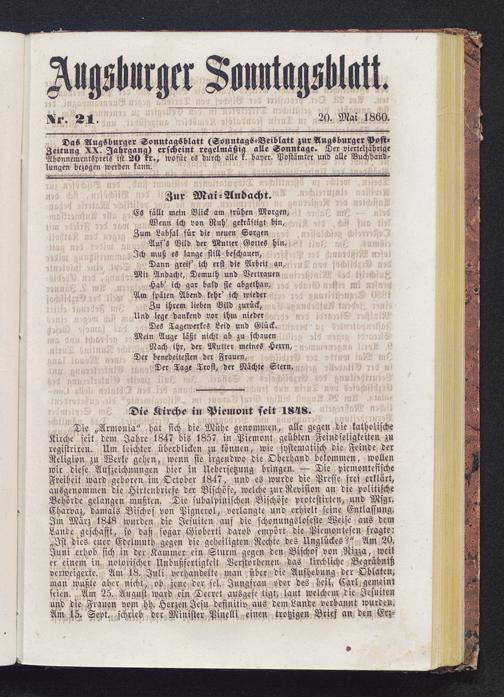 Augsburger Sonntagsblatt.
Nr. 21. 20. Mai 1860.
Das Augsburger Sonntagsblatt (Sonntags-Beiblatt zur Augsburger Post-
Zeitung XX. Jahrgang) erscheint regelmäßig alle Sonntage. Der vierteljährige
Abonnementspreis ist 20 kr., wofür es durch alle k. bayer. Postämter und alle Buchhand-
lungen bezogen werden kann.
Zur Mai-Andacht.
Es fällt mein Blick am frühen Morgen,
Wenn ich von Ruh' gekräftigt bin,
Zum Labsal für die neuen Sorgen
Auf's Bild der Mutter Gottes hin.
Ich muß es lange still beschauen,
Dann greif' ich erst die Arbeit an,
Mit Andacht, Demuth und Vertrauen
Hab' ich gar bald sie abgethan.
Am späten Abend kehr' ich wieder
Zu ihrem lieben Bild zurück,
Und lege dankend vor ihm nieder
Des Tagewerkes Leid und Glück.
Mein Auge läßt nicht ab zu schauen
Nach ihr, der Mutter meines Herrn,
Der benedeitesten der Frauen,
Der Tage Trost, der Nächte Stern.
Die Kirche in Piemont seit 1848.
Die „Armonia“ hat sich die Mühe genommen, alle gegen die katholische
Kirche seit dem Jahre 1847 bis 1857 in Piemont geübten Feindseligkeiten zu
registriren. Um leichter überblicken zu können, wie systematisch die Feinde der
Religion zu Werke gehen, wenn sie irgendwo die Oberhand bekommen, wollen
wir diese Aufzeichnungen hier in Uebersetzung bringen. — Die piemontesische
Freiheit ward geboren im October 1847, und es wurde die Presse frei erklärt,
ausgenommen die Hirtenbriefe der Bischöfe, welche zur Revision an die politische
Behörde gelangen mußten. Die subalpinischen Bischöfe protestirten, und Msgr.
Charvaz, damals Bischof von Pignerol, verlangte und erhielt seine Entlassung.
Im März 1848 wurden die Jesuiten auf die schonungsloseste Weise aus dem
Lande geschafft, so daß sogar Gioberti darob empört die Piemontesen fragte:
„Ist dies euer Edelmuth gegen die geheiligten Rechte des Unglückes?“ Am 20.
Juni erhob sich in der Kammer ein Sturm gegen den Bischof von Nizza, weil
er einem in notorischer Unbußfertigkeit Verstorbenen das kirchliche Begräbniß
verweigerte. Am 18. Juli verhandelte man über die Aufhebung der Oblaten,
man wußte aber nicht, ob jene der sel. Jungfrau oder des heil. Carl gemeint
seien. Am 25. August ward ein Decret ausgefertigt, laut welchem die Jesuiten
und die Frauen vom hh. Herzen Jesu definitiv aus dem Lande verbannt wurden.
Am 15. Sept. schrieb der Minister Pinelli einen trotzigen Brief an den Erz-